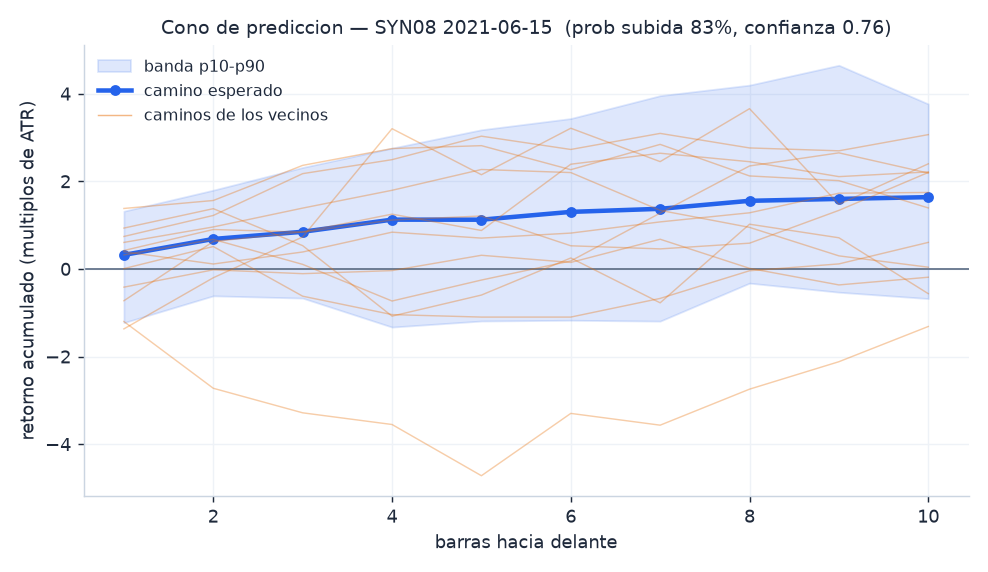 Cono de prediccion — SYN08 2021-06-15  (prob subida 83%, confianza 0.76)
banda p10-p90
camino esperado
caminos de los vecinos
retorno acumulado (multiplos de ATR)
4
2
0
−2
−4
2
4
6
8
10
barras hacia delante